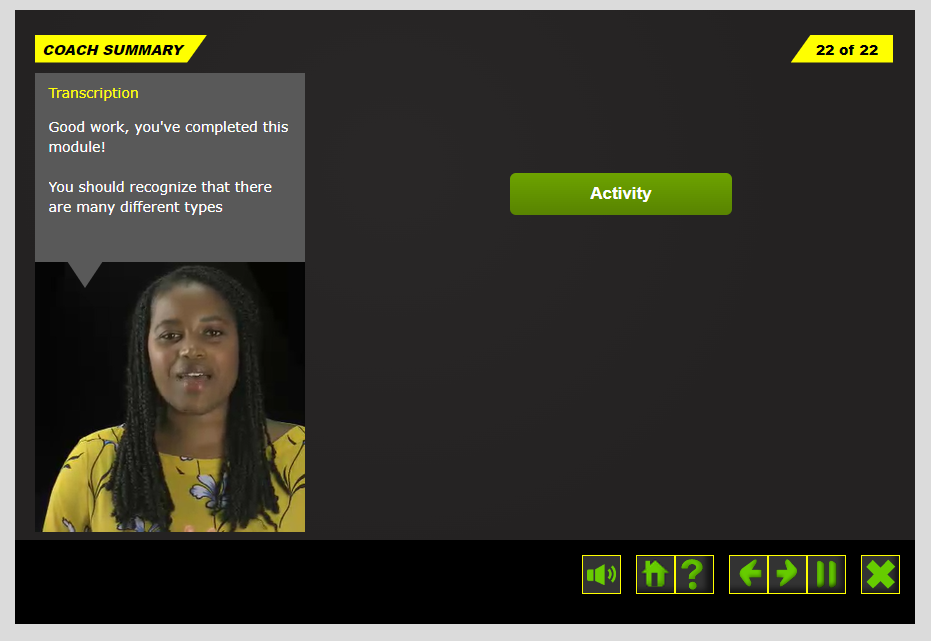 COACH SUMMARY
22 of 22
Transcription
Good work, you've completed this
module!
You should recognize that there
are many different types
Activity
?